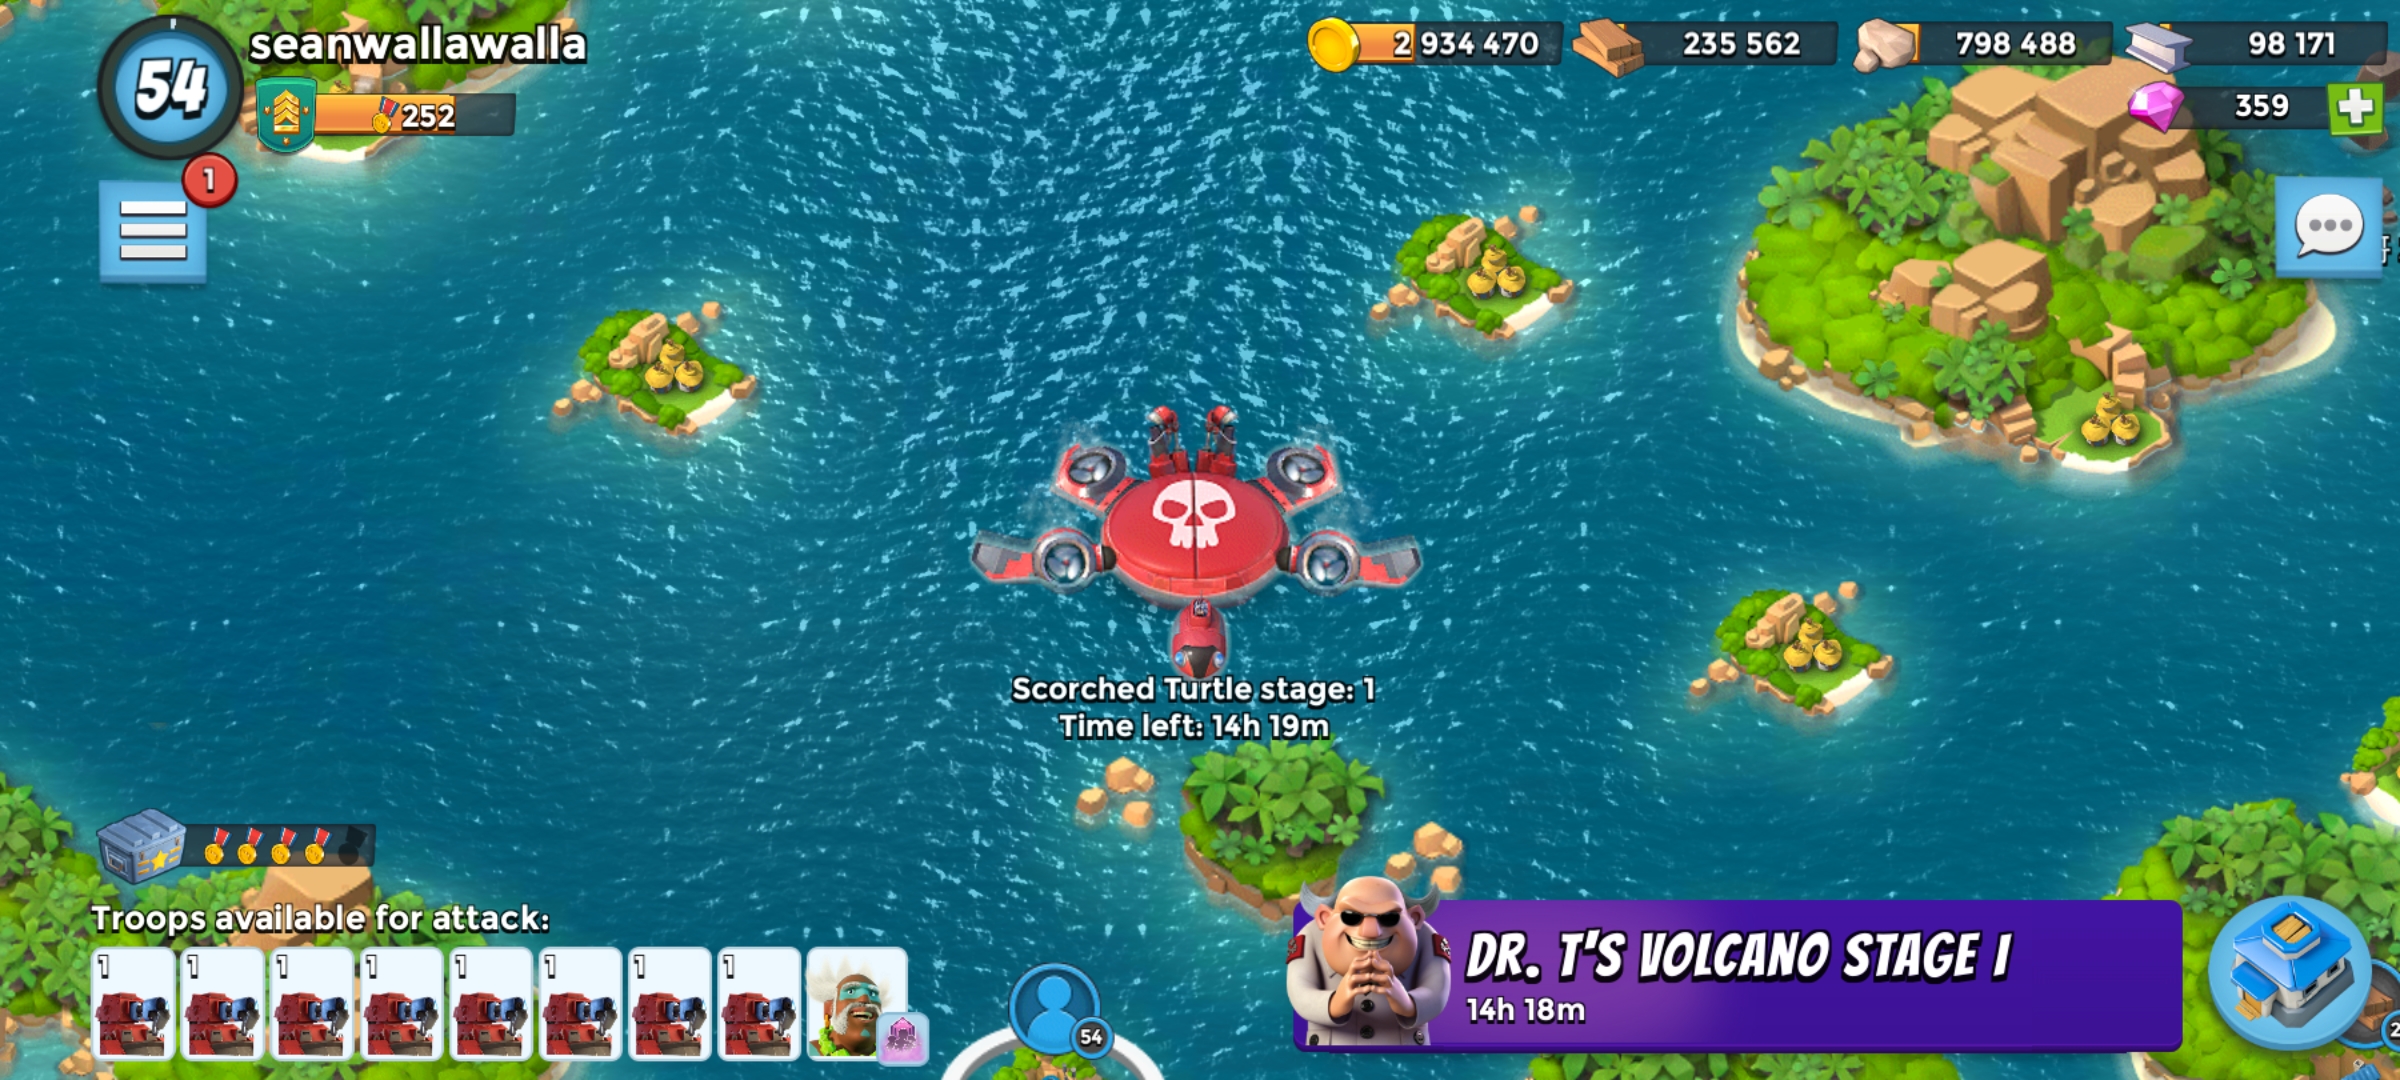 54
seanwallawalla
252
1
2 934 470
235 562
798 488
98 171
359
Scorched Turtle stage: 1
Time left: 14h 19m
Troops available for attack:
1 1 1 1 1 1 1 1
54
DR. T'S VOLCANO STAGE 1
14h 18m